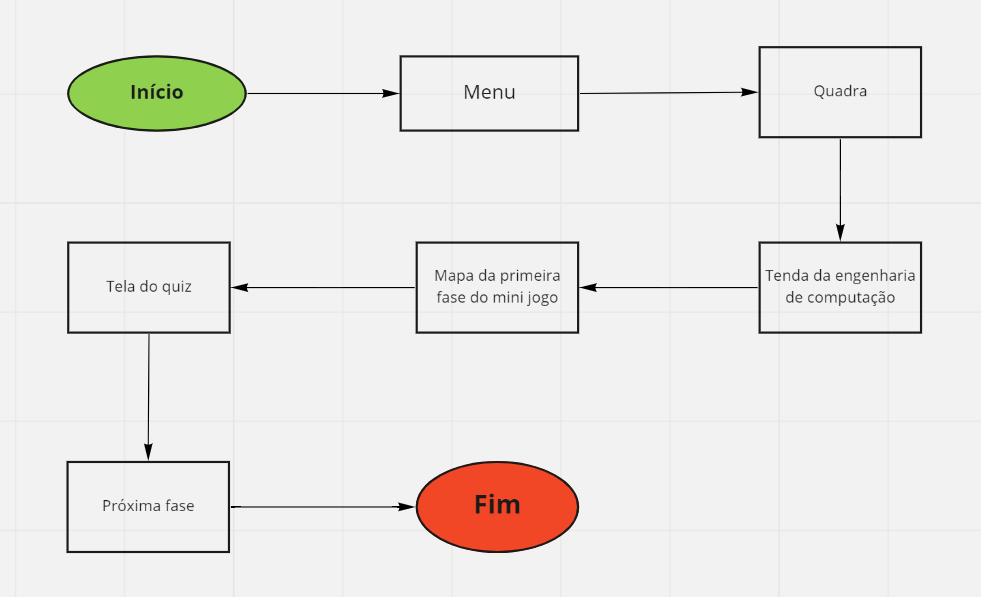 Início
Menu
Quadra
Tenda da engenharia
de computação
Mapa da primeira
fase do mini jogo
Tela do quiz
Próxima fase
Fim